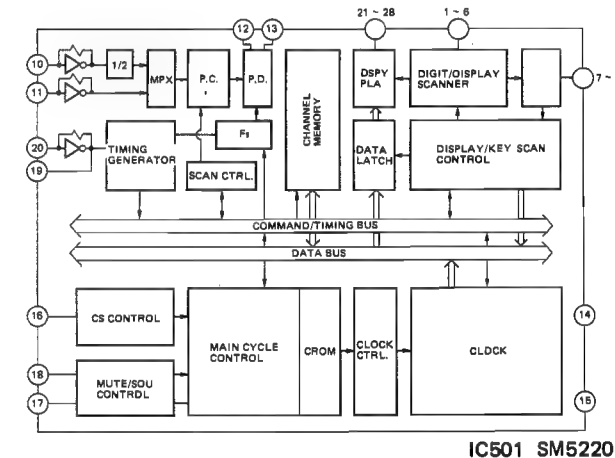 21 ~ 28
1 ~ 6
12
13
10
1/2
MPX
P.C.
P.D.
CHANNEL
MEMORY
DSPY
PLA
DIGIT/DISPLAY
SCANNER
7 ~
11
20
TIMING
GENERATOR
DATA
LATCH
DISPLAY/KEY SCAN
CONTROL
19
SCAN CTRL.
COMMAND/TIMING BUS
DATA BUS
16
CS CONTROL
MAIN CYCLE
CONTROL
CROM
CLOCK
CTRL.
CLOCK
14
18
MUTE/SOU
CONTROL
17
15
IC501 SM5220